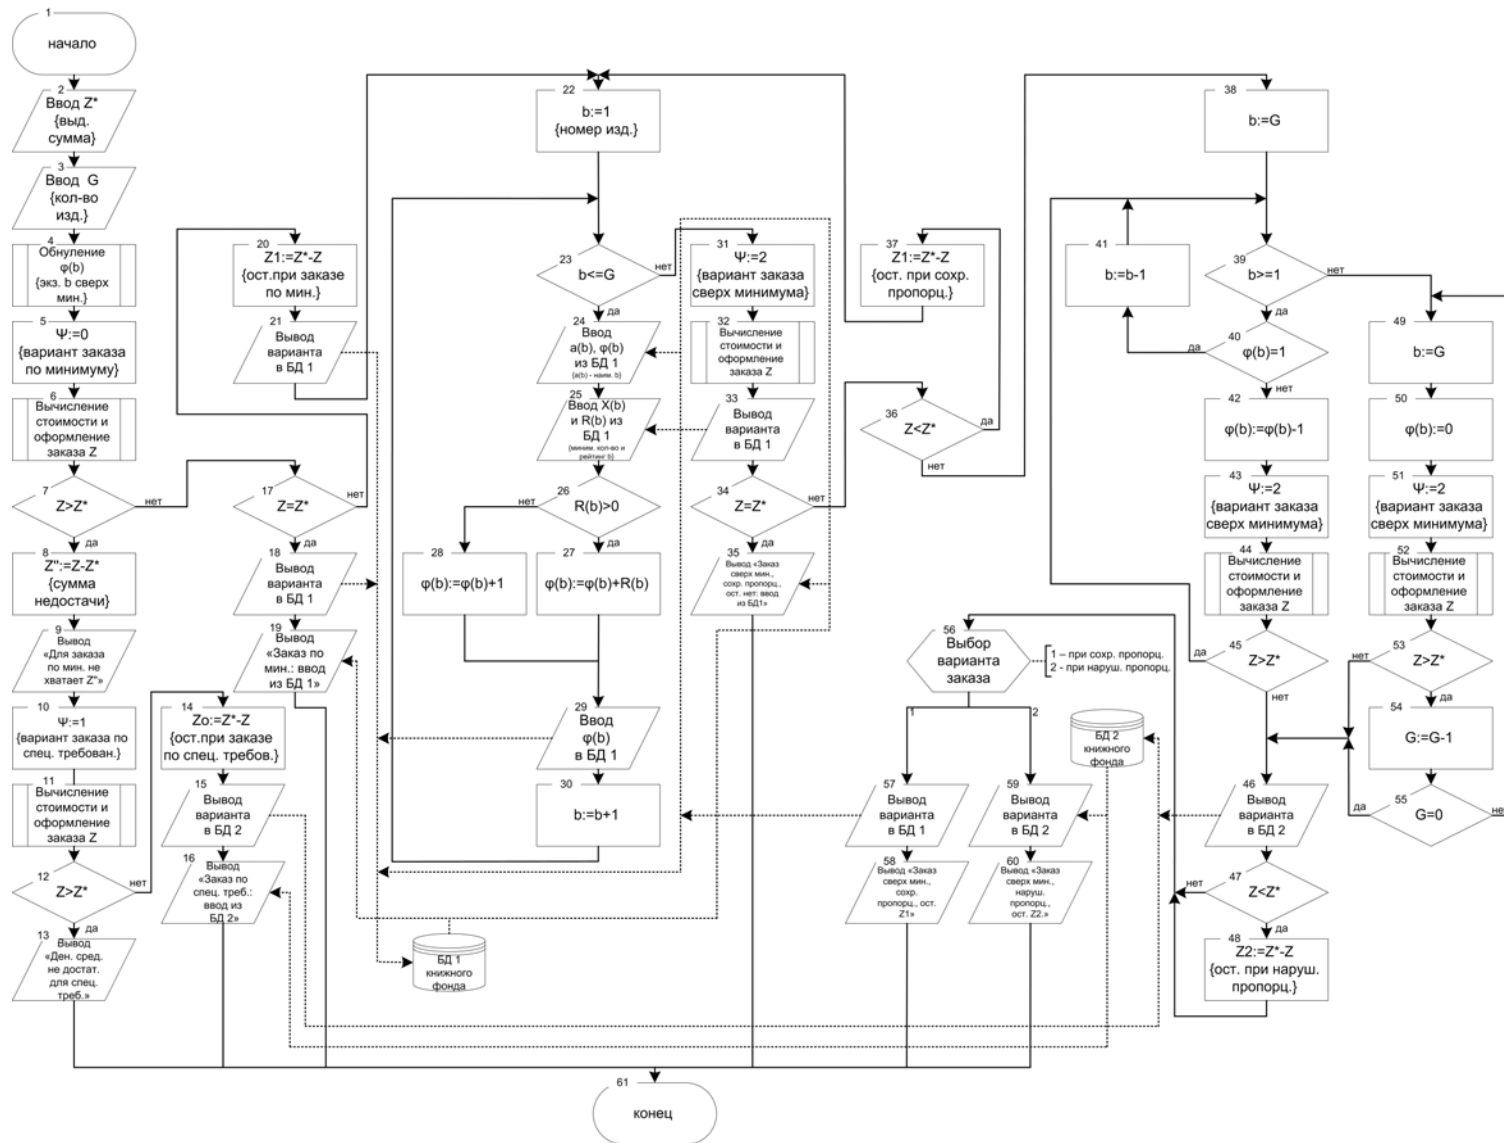 1
начало
2
Ввод Z*
{выд.
сумма}
3
Ввод G
{кол-во
изд.}
4
Обнуление
φ(b)
{экз. b сверх
мин.}
5
Ψ:=0
{вариант заказа
по минимуму}
6
Вычисление
стоимости и
оформление
заказа Z
7
Z>Z*
нет
да
8
Z":=Z-Z*
{сумма
недостачи}
9
Вывод
«Для заказа
по мин. не
хватает Z"»
10
Ψ:=1
{вариант заказа по
спец. требован.}
11
Вычисление
стоимости и
оформление
заказа Z
12
Z>Z*
нет
да
13
Вывод
«Ден. сред.
не достат.
для спец.
треб.»
14
Zo:=Z*-Z
{ост.при заказе
по спец. требов.}
15
Вывод
варианта
в БД 2
16
Вывод
«Заказ по
спец. треб.:
ввод из
БД 2»
17
Z=Z*
нет
да
18
Вывод
варианта
в БД 1
19
Вывод
«Заказ по
мин.: ввод
из БД 1»
20
Z1:=Z*-Z
{ост.при заказе
по мин.}
21
Вывод
варианта
в БД 1
22
b:=1
{номер изд.}
23
b<=G
нет
да
24
Ввод
a(b), φ(b)
из БД 1
{a(b) - наим. b}
25
Ввод X(b)
и R(b) из
БД 1
{миним. кол-во и
рейтинг b}
26
R(b)>0
нет
да
27
φ(b):=φ(b)+R(b)
28
φ(b):=φ(b)+1
29
Ввод
φ(b)
в БД 1
30
b:=b+1
БД 1
книжного
фонда
31
Ψ:=2
{вариант заказа
сверх минимума}
32
Вычисление
стоимости и
оформление
заказа Z
33
Вывод
варианта
в БД 1
34
Z=Z*
нет
да
35
Вывод «Заказ
сверх мин.,
сохр. пропорц.,
ост. нет: ввод
из БД1»
36
Z<Z*
да
нет
37
Z1:=Z*-Z
{ост. при сохр.
пропорц.}
38
b:=G
39
b>=1
нет
да
40
φ(b)=1
да
нет
41
b:=b-1
42
φ(b):=φ(b)-1
43
Ψ:=2
{вариант заказа
сверх минимума}
44
Вычисление
стоимости и
оформление
заказа Z
45
Z>Z*
да
нет
46
Вывод
варианта
в БД 2
47
Z<Z*
нет
да
48
Z2:=Z*-Z
{ост. при наруш.
пропорц.}
49
b:=G
50
φ(b):=0
51
Ψ:=2
{вариант заказа
сверх минимума}
52
Вычисление
стоимости и
оформление
заказа Z
53
Z>Z*
нет
да
54
G:=G-1
55
G=0
да
нет
56
Выбор
варианта
заказа
1 – при сохр. пропорц.
2 - при наруш. пропорц.
1
2
БД 2
книжного
фонда
57
Вывод
варианта
в БД 1
58
Вывод «Заказ
сверх мин.,
сохр.
пропорц., ост.
Z1»
59
Вывод
варианта
в БД 2
60
Вывод «Заказ
сверх мин.,
наруш.
пропорц.,
ост. Z2.»
61
конец